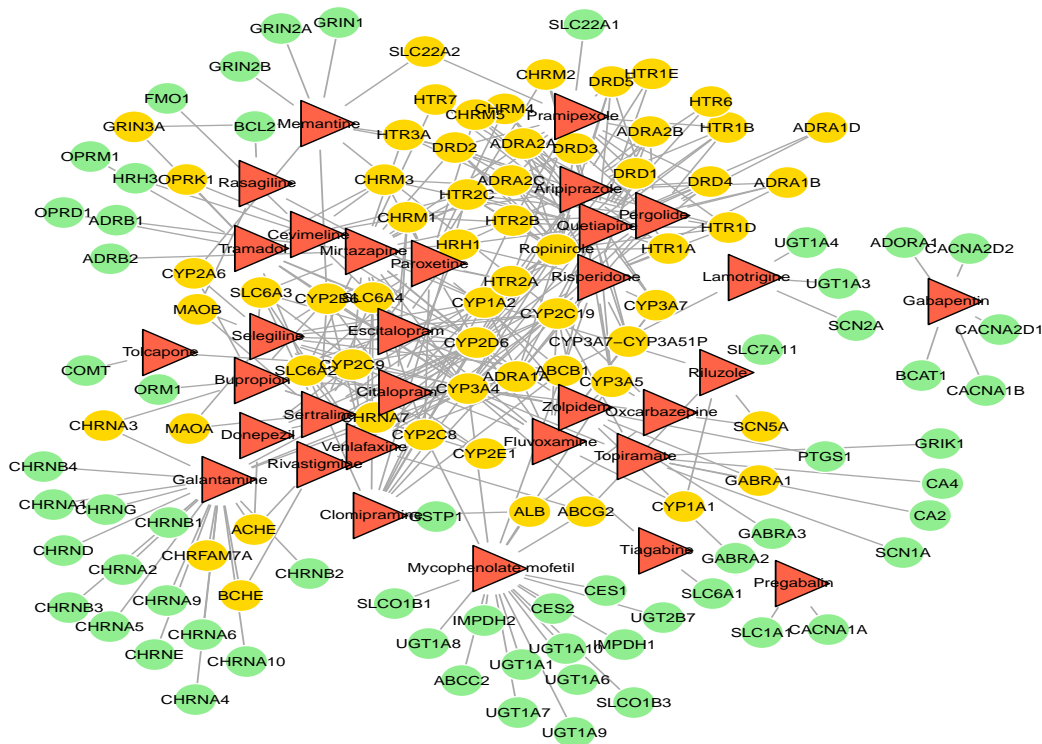 GRIN2A
GRIN1
SLC22A1
SLC22A2
GRIN2B
CHRM2
DRD5
HTR1E
FMO1
HTR7
CHRM5
CHRM4
HTR6
Pramipexole
GRIN3A
BCL2
Memantine
HTR3A
ADRA2B
HTR1B
ADRA1D
DRD2
ADRA2A
DRD3
OPRM1
HRH3
OPRK1
Rasagiline
CHRM3
ADRA2C
DRD1
DRD4
ADRA1B
HTR2C
Aripiprazole
OPRD1
ADRB1
CHRM1
HTR2B
Quetiapine
Pergolide
HTR1D
Cevimeline
Tramadol
Mirtazapine
HRH1
Ropinirole
HTR1A
UGT1A4
ADORA1
CACNA2D2
ADRB2
Paroxetine
CYP2A6
HTR2A
Risperidone
Lamotrigine
UGT1A3
SLC6A3
CYP2B6
SLC6A4
CYP1A2
CYP3A7
Gabapentin
MAOB
CYP2C19
SCN2A
CACNA2D1
Selegiline
Escitalopram
CYP2D6
CYP3A7−CYP3A51P
Tolcapone
SLC7A11
COMT
SLC6A2
CYP2C9
ABCB1
Riluzole
BCAT1
ORM1
Bupropion
Citalopram
CYP3A4
ADRA1A
CYP3A5
CACNA1B
Sertraline
CHRNA7
Zolpidem
Oxcarbazepine
CHRNA3
MAOA
Donepezil
CYP2C8
SCN5A
Venlafaxine
Fluvoxamine
GRIK1
CHRNB4
Rivastigmine
CYP2E1
Topiramate
PTGS1
Galantamine
GABRA1
CA4
CHRNA1
CHRNG
CYP1A1
CHRNB1
Clomipramine
GSTP1
ALB
ABCG2
CA2
ACHE
GABRA3
CHRND
CHRFAM7A
Tiagabine
GABRA2
SCN1A
CHRNA2
CHRNB2
Mycophenolate mofetil
Pregabalin
BCHE
CES1
SLC6A1
CHRNB3
CHRNA9
SLCO1B1
CES2
UGT2B7
CHRNA5
CHRNA6
IMPDH2
SLC1A1
CACNA1A
UGT1A8
UGT1A10
IMPDH1
CHRNE
CHRNA10
UGT1A1
ABCC2
UGT1A6
CHRNA4
SLCO1B3
UGT1A7
UGT1A9